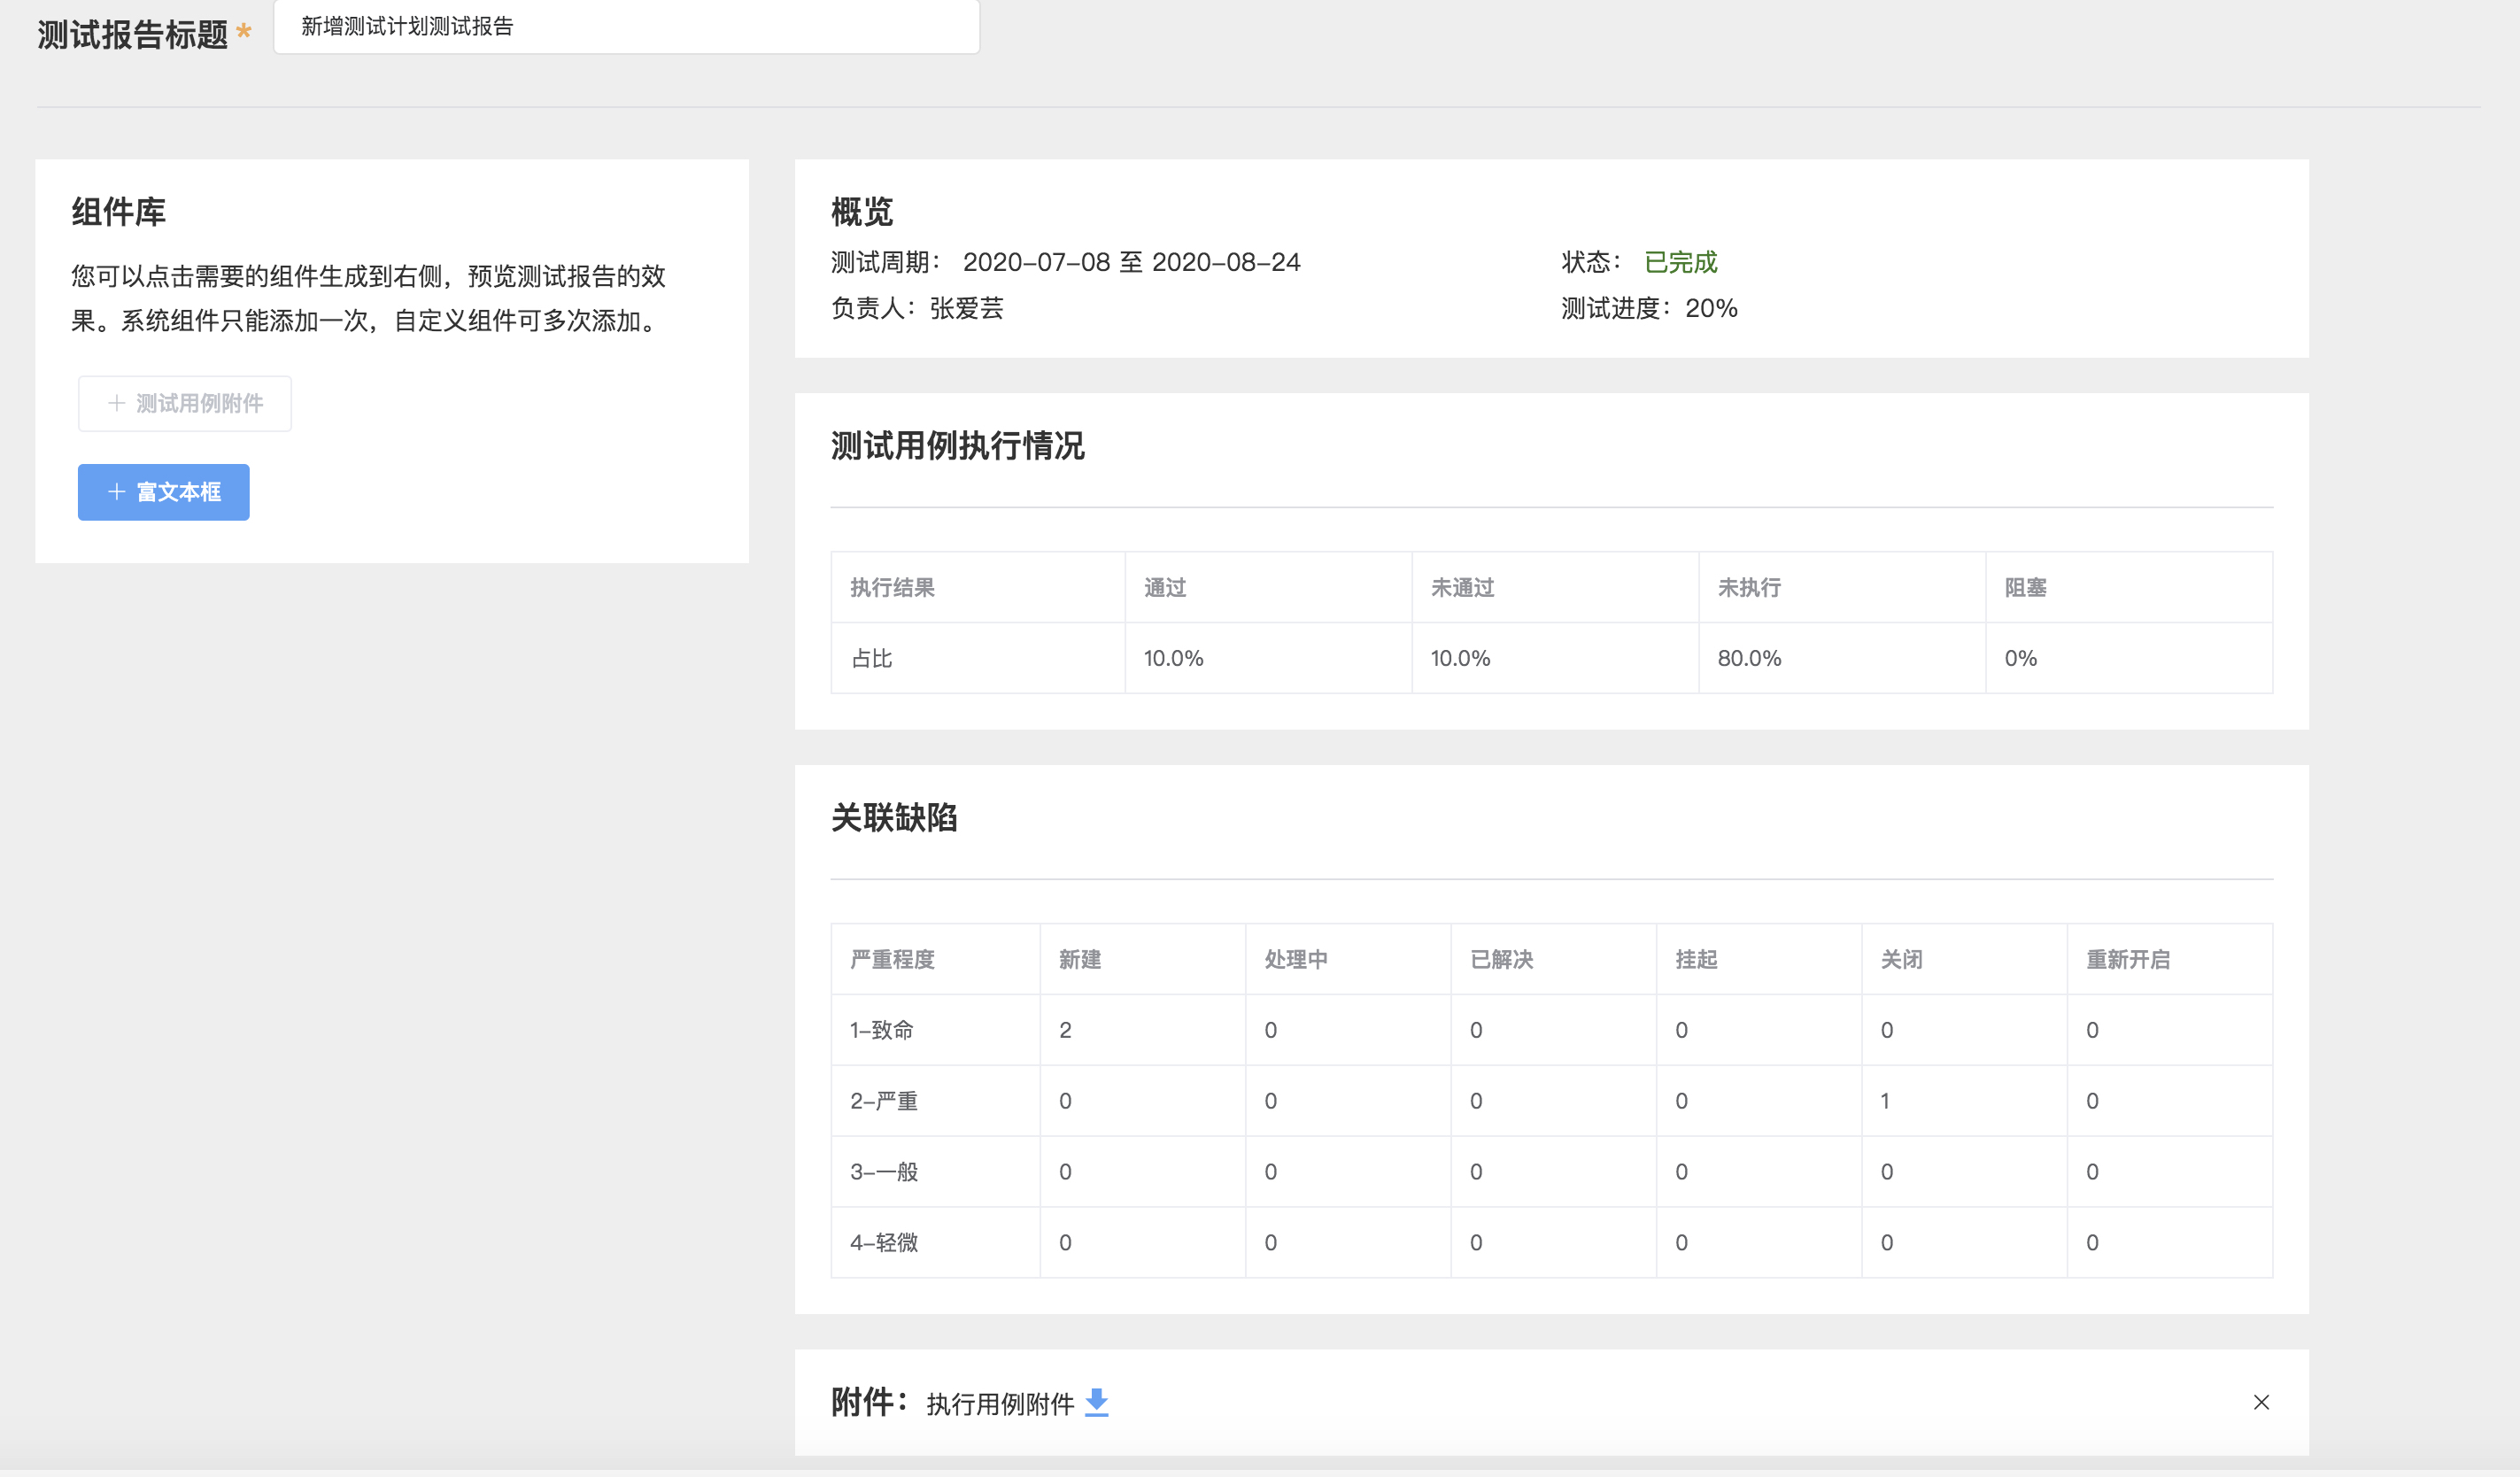 测试报告标题 * 新增测试计划测试报告
组件库
您可以点击需要的组件生成到右侧，预览测试报告的效
果。系统组件只能添加一次，自定义组件可多次添加。
+ 测试用例附件
+ 富文本框
概览
测试周期： 2020-07-08 至 2020-08-24 状态： 已完成
负责人：张爱芸 测试进度：20%
测试用例执行情况
执行结果 通过 未通过 未执行 阻塞
占比 10.0% 10.0% 80.0% 0%
关联缺陷
严重程度 新建 处理中 已解决 挂起 关闭 重新开启
1-致命 2 0 0 0 0 0
2-严重 0 0 0 0 1 0
3-一般 0 0 0 0 0 0
4-轻微 0 0 0 0 0 0
附件： 执行用例附件